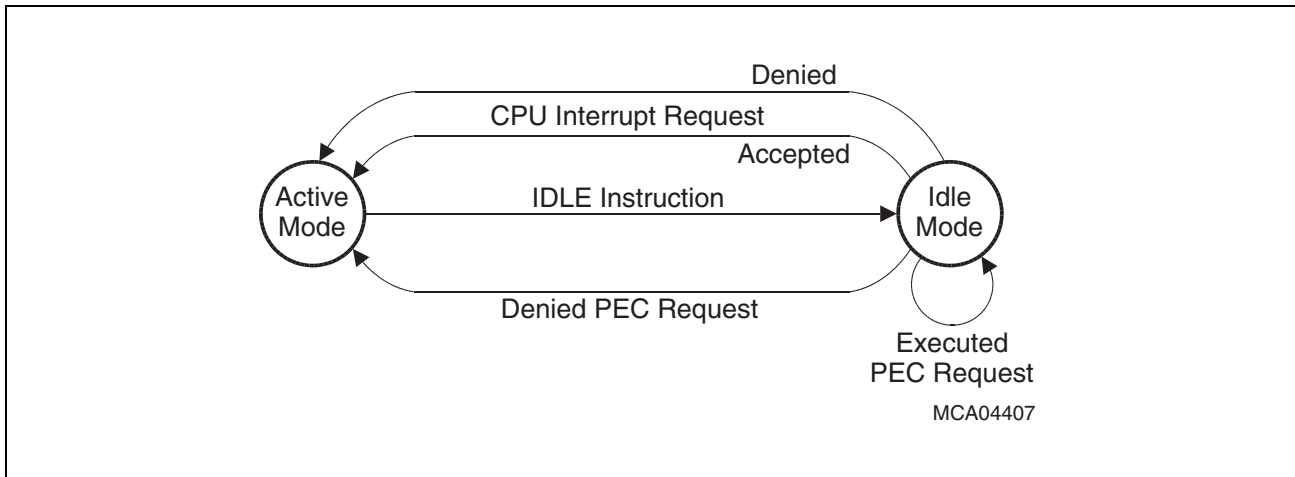 Denied
CPU Interrupt Request
Accepted
Active
Mode
IDLE Instruction
Idle
Mode
Denied PEC Request
Executed
PEC Request
MCA04407